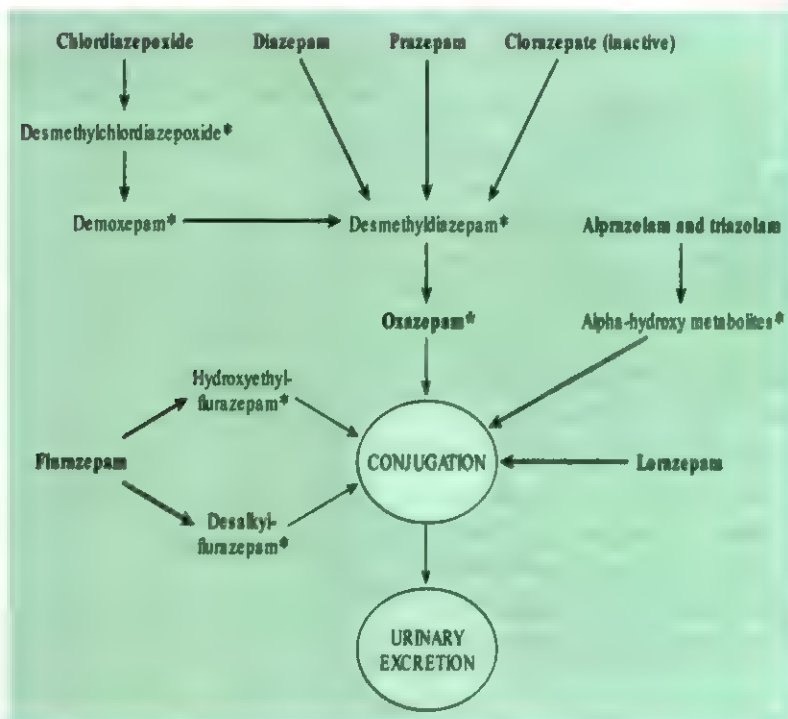 Chlordiazepoxide
Diazepam
Prazepam
Clorazepate (inactive)
Desmethylchlordiazepoxide*
Demoxepam*
Desmethyldiazepam*
Alprazolam and triazolam
Oxazepam*
Alpha-hydroxy metabolites*
Hydroxyethyl-
flurazepam*
Flurazepam
CONJUGATION
Lorazepam
Desalkyl-
flurazepam*
URINARY
EXCRETION